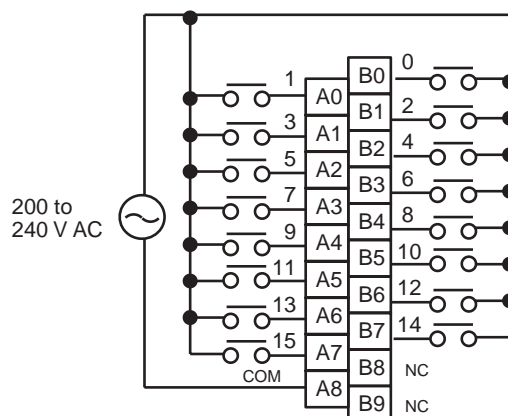 0
1 B0
A0 B1 2
3
A1 B2 4
5
A2 B3 6
7
200 to
240 V AC
A3 B4 8
9
A4 B5 10
11
A5 B6 12
13
A6 B7 14
15
A7 B8 NC
COM
A8 B9 NC